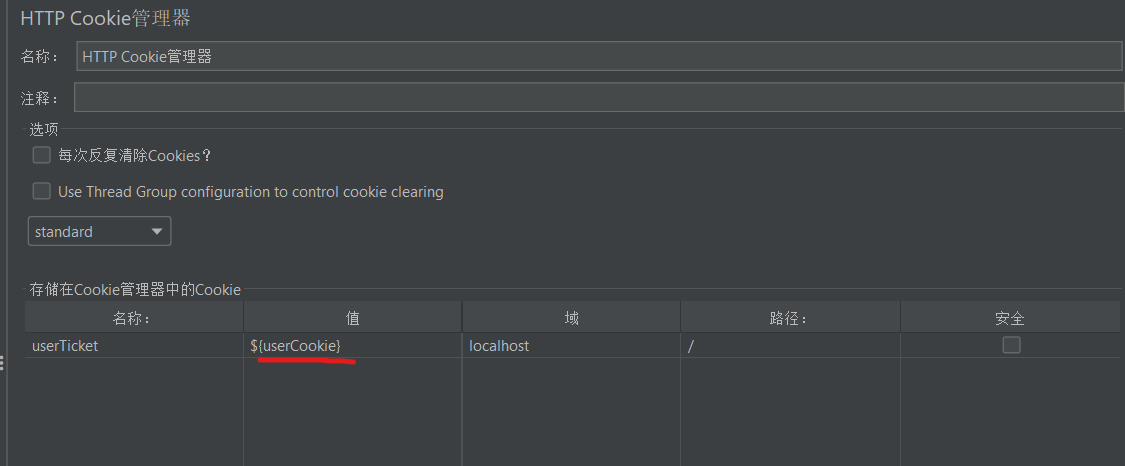 HTTP Cookie管理器
名称： HTTP Cookie管理器
注释：
选项
每次反复清除Cookies？
Use Thread Group configuration to control cookie clearing
standard
存储在Cookie管理器中的Cookie
名称： 值 域 路径： 安全
userTicket ${userCookie} localhost /